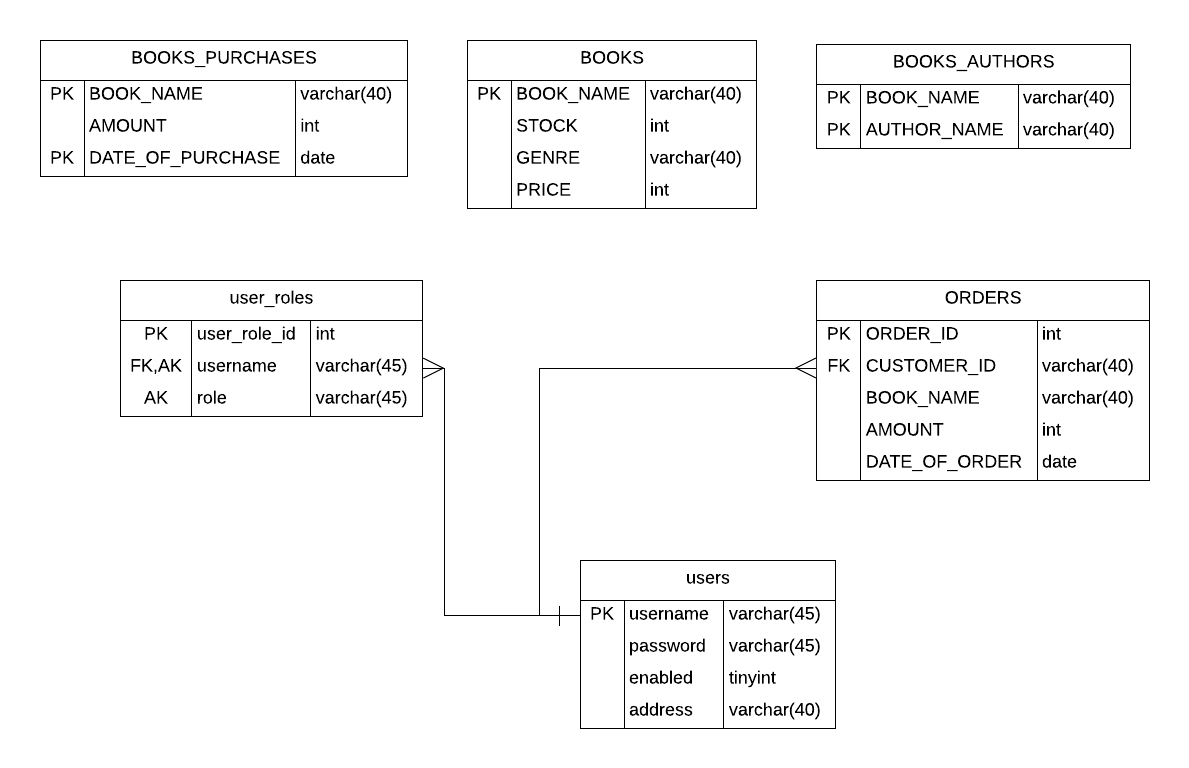 BOOKS_PURCHASES
PK BOOK_NAME varchar(40)
AMOUNT int
PK DATE_OF_PURCHASE date
BOOKS
PK BOOK_NAME varchar(40)
STOCK int
GENRE varchar(40)
PRICE int
BOOKS_AUTHORS
PK BOOK_NAME varchar(40)
PK AUTHOR_NAME varchar(40)
user_roles
PK user_role_id int
FK,AK username varchar(45)
AK role varchar(45)
ORDERS
PK ORDER_ID int
FK CUSTOMER_ID varchar(40)
BOOK_NAME varchar(40)
AMOUNT int
DATE_OF_ORDER date
users
PK username varchar(45)
password varchar(45)
enabled tinyint
address varchar(40)